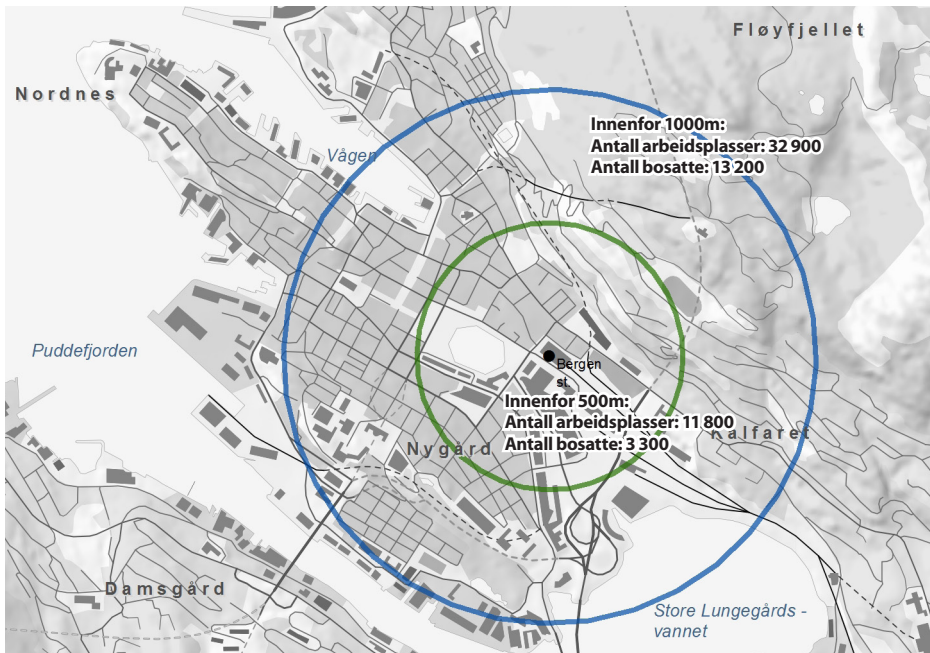 Fløyfjellet
Nordnes
Innenfor 1000m:
Antall arbeidsplasser: 32 900
Antall bosatte: 13 200
Vågen
Puddefjorden
Bergen
st.
Innenfor 500m:
Antall arbeidsplasser: 11 800
Antall bosatte: 3 300
Kalfaret
Nygård
Damsgård
Store Lungegårds -
vannet